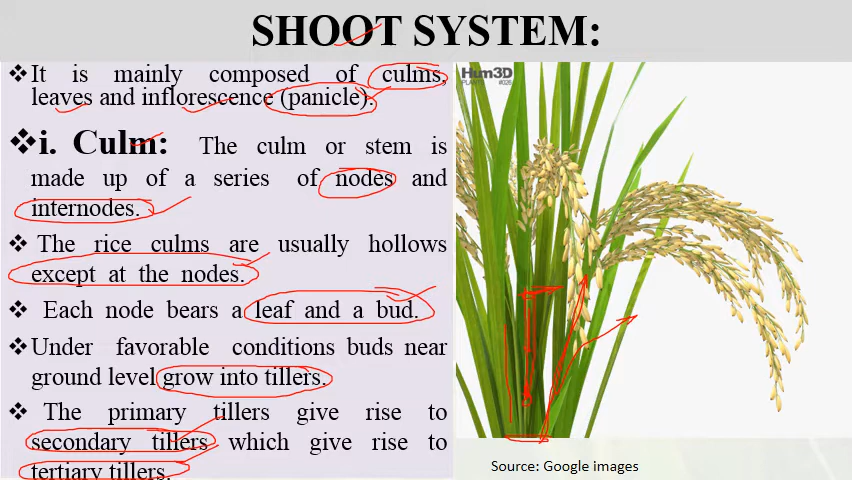 SHOOT SYSTEM:
❖It is mainly composed of culms,
leaves and inflorescence (panicle).
❖i. Culm: The culm or stem is
made up of a series of nodes and
internodes.
❖ The rice culms are usually hollows
except at the nodes.
❖ Each node bears a leaf and a bud.
❖Under favorable conditions buds near
ground level grow into tillers.
❖ The primary tillers give rise to
secondary tillers which give rise to
tertiary tillers.
Hum3D
PLANTS #026
Source: Google images